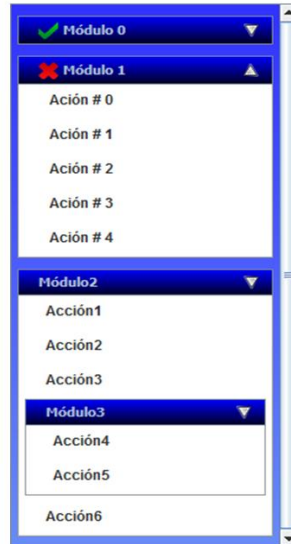 Módulo 0
Módulo 1
Ación # 0
Ación # 1
Ación # 2
Ación # 3
Ación # 4
Módulo2
Acción1
Acción2
Acción3
Módulo3
Acción4
Acción5
Acción6